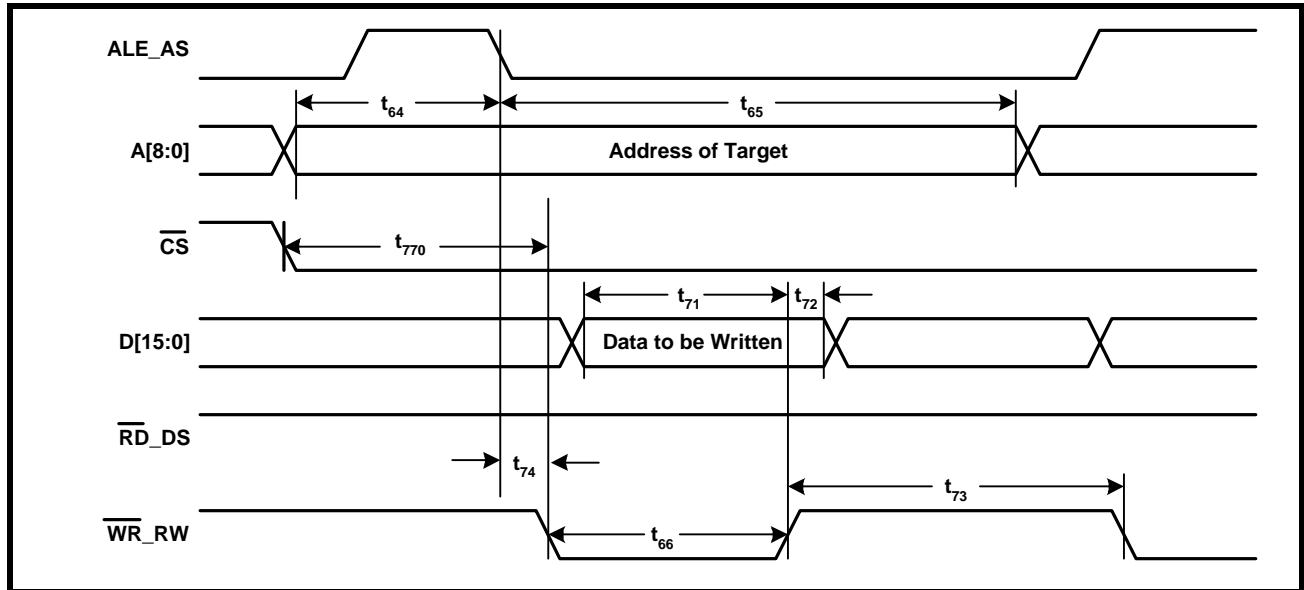 ALE_AS
t64
t65
A[8:0]
Address of Target
CS
t770
t71
t72
D[15:0]
Data to be Written
RD_DS
t74
t73
WR_RW
t66